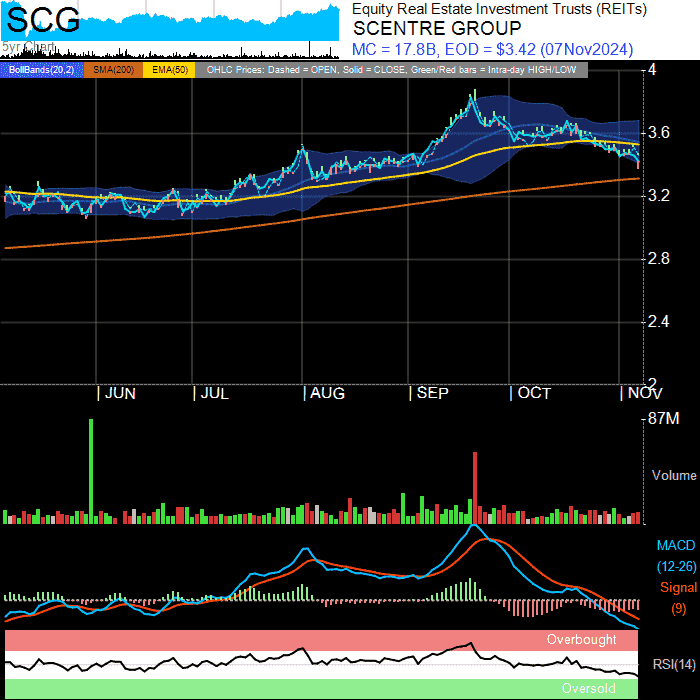 SCG
5yr Chart
Equity Real Estate Investment Trusts (REITs)
SCENTRE GROUP
MC = 17.8B, EOD = $3.42 (07Nov2024)
BollBands(20,2) SMA(200) EMA(50) OHLC Prices: Dashed = OPEN, Solid = CLOSE, Green/Red bars = Intra-day HIGH/LOW
4
3.6
3.2
2.8
2.4
2
JUN JUL AUG SEP OCT NOV
87M
Volume
MACD
(12-26)
Signal
(9)
Overbought
RSI(14)
Oversold